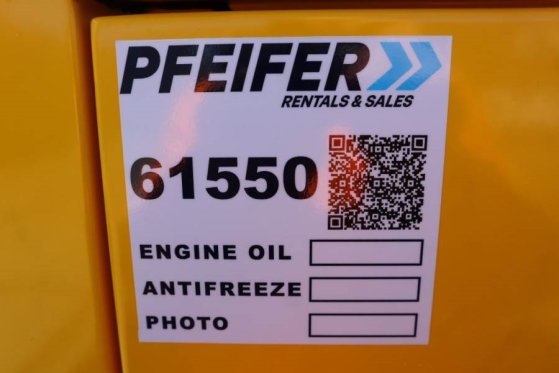 PFEIFER
RENTALS & SALES
61550
ENGINE OIL
ANTIFREEZE
PHOTO